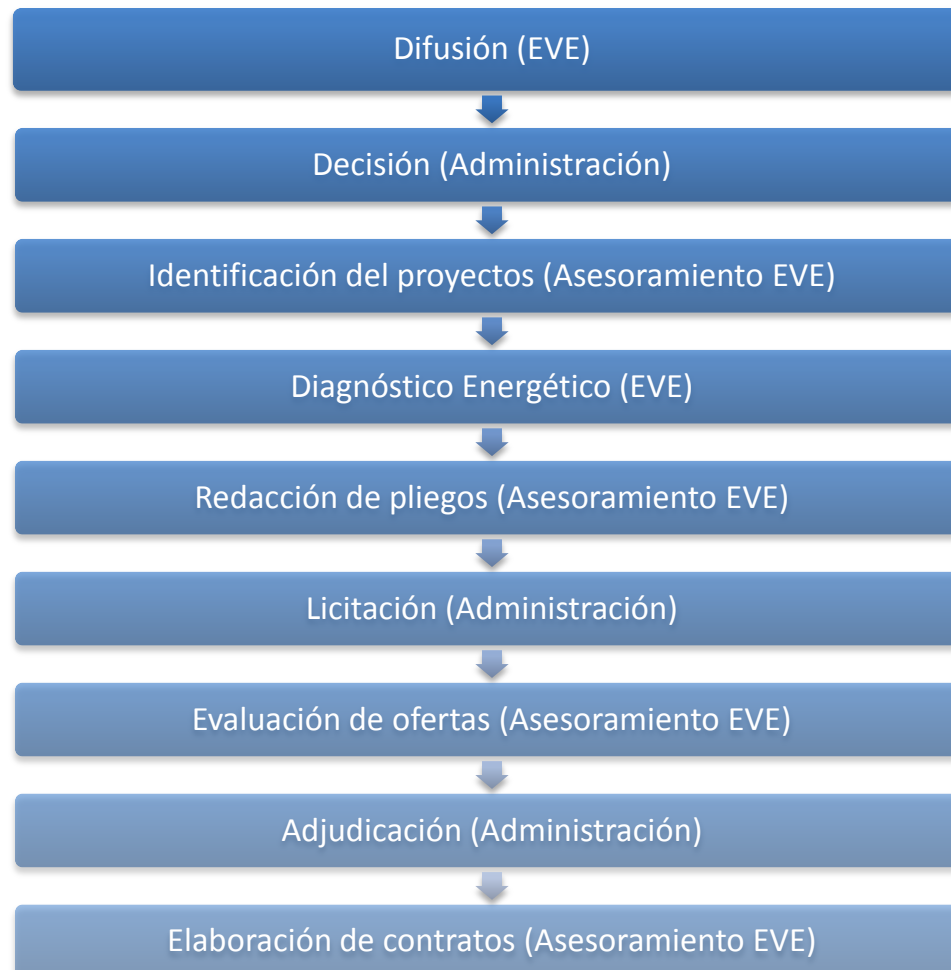 Difusión (EVE)
Decisión (Administración)
Identificación del proyectos (Asesoramiento EVE)
Diagnóstico Energético (EVE)
Redacción de pliegos (Asesoramiento EVE)
Licitación (Administración)
Evaluación de ofertas (Asesoramiento EVE)
Adjudicación (Administración)
Elaboración de contratos (Asesoramiento EVE)